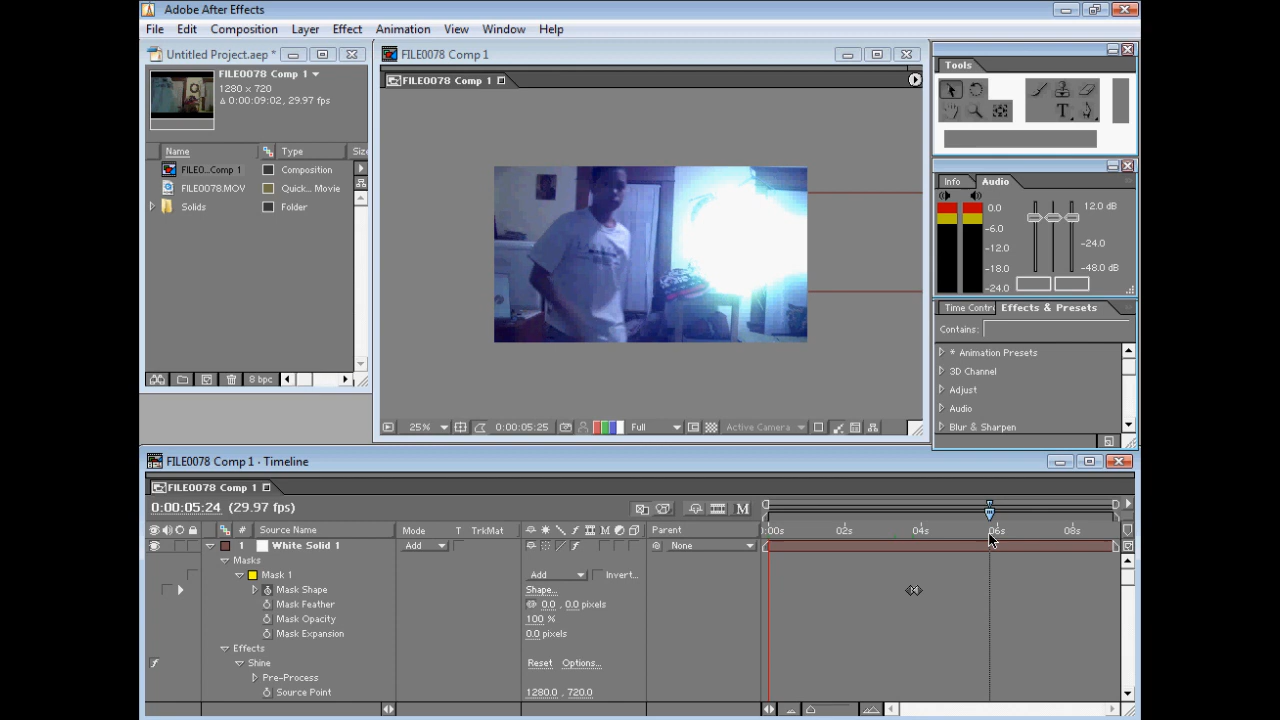 Adobe After Effects
File Edit Composition Layer Effect Animation View Window Help
Untitled Project.aep *
FILE0078 Comp 1
1280 x 720
Δ 0:00:09:02, 29.97 fps
Name Type Size
FILE0...Comp 1 Composition
FILE0078.MOV Quick... Movie
Solids Folder
8 bpc
FILE0078 Comp 1
FILE0078 Comp 1
25% 0:00:05:25 Full Active Camera
Tools
Info Audio
0.0 12.0 dB
-6.0
-12.0 -24.0
-18.0 -48.0 dB
-24.0
Time Contr Effects & Presets
Contains:
* Animation Presets
3D Channel
Adjust
Audio
Blur & Sharpen
FILE0078 Comp 1 - Timeline
FILE0078 Comp 1
0:00:05:24 (29.97 fps) M
# Source Name Mode T TrkMat Parent :00s 02s 04s 06s 08s
1 White Solid 1 Add None
Masks
Mask 1 Add Invert...
Mask Shape Shape...
Mask Feather 0.0 , 0.0 pixels
Mask Opacity 100 %
Mask Expansion 0.0 pixels
Effects
Shine Reset Options...
Pre-Process
Source Point 1280.0 , 720.0